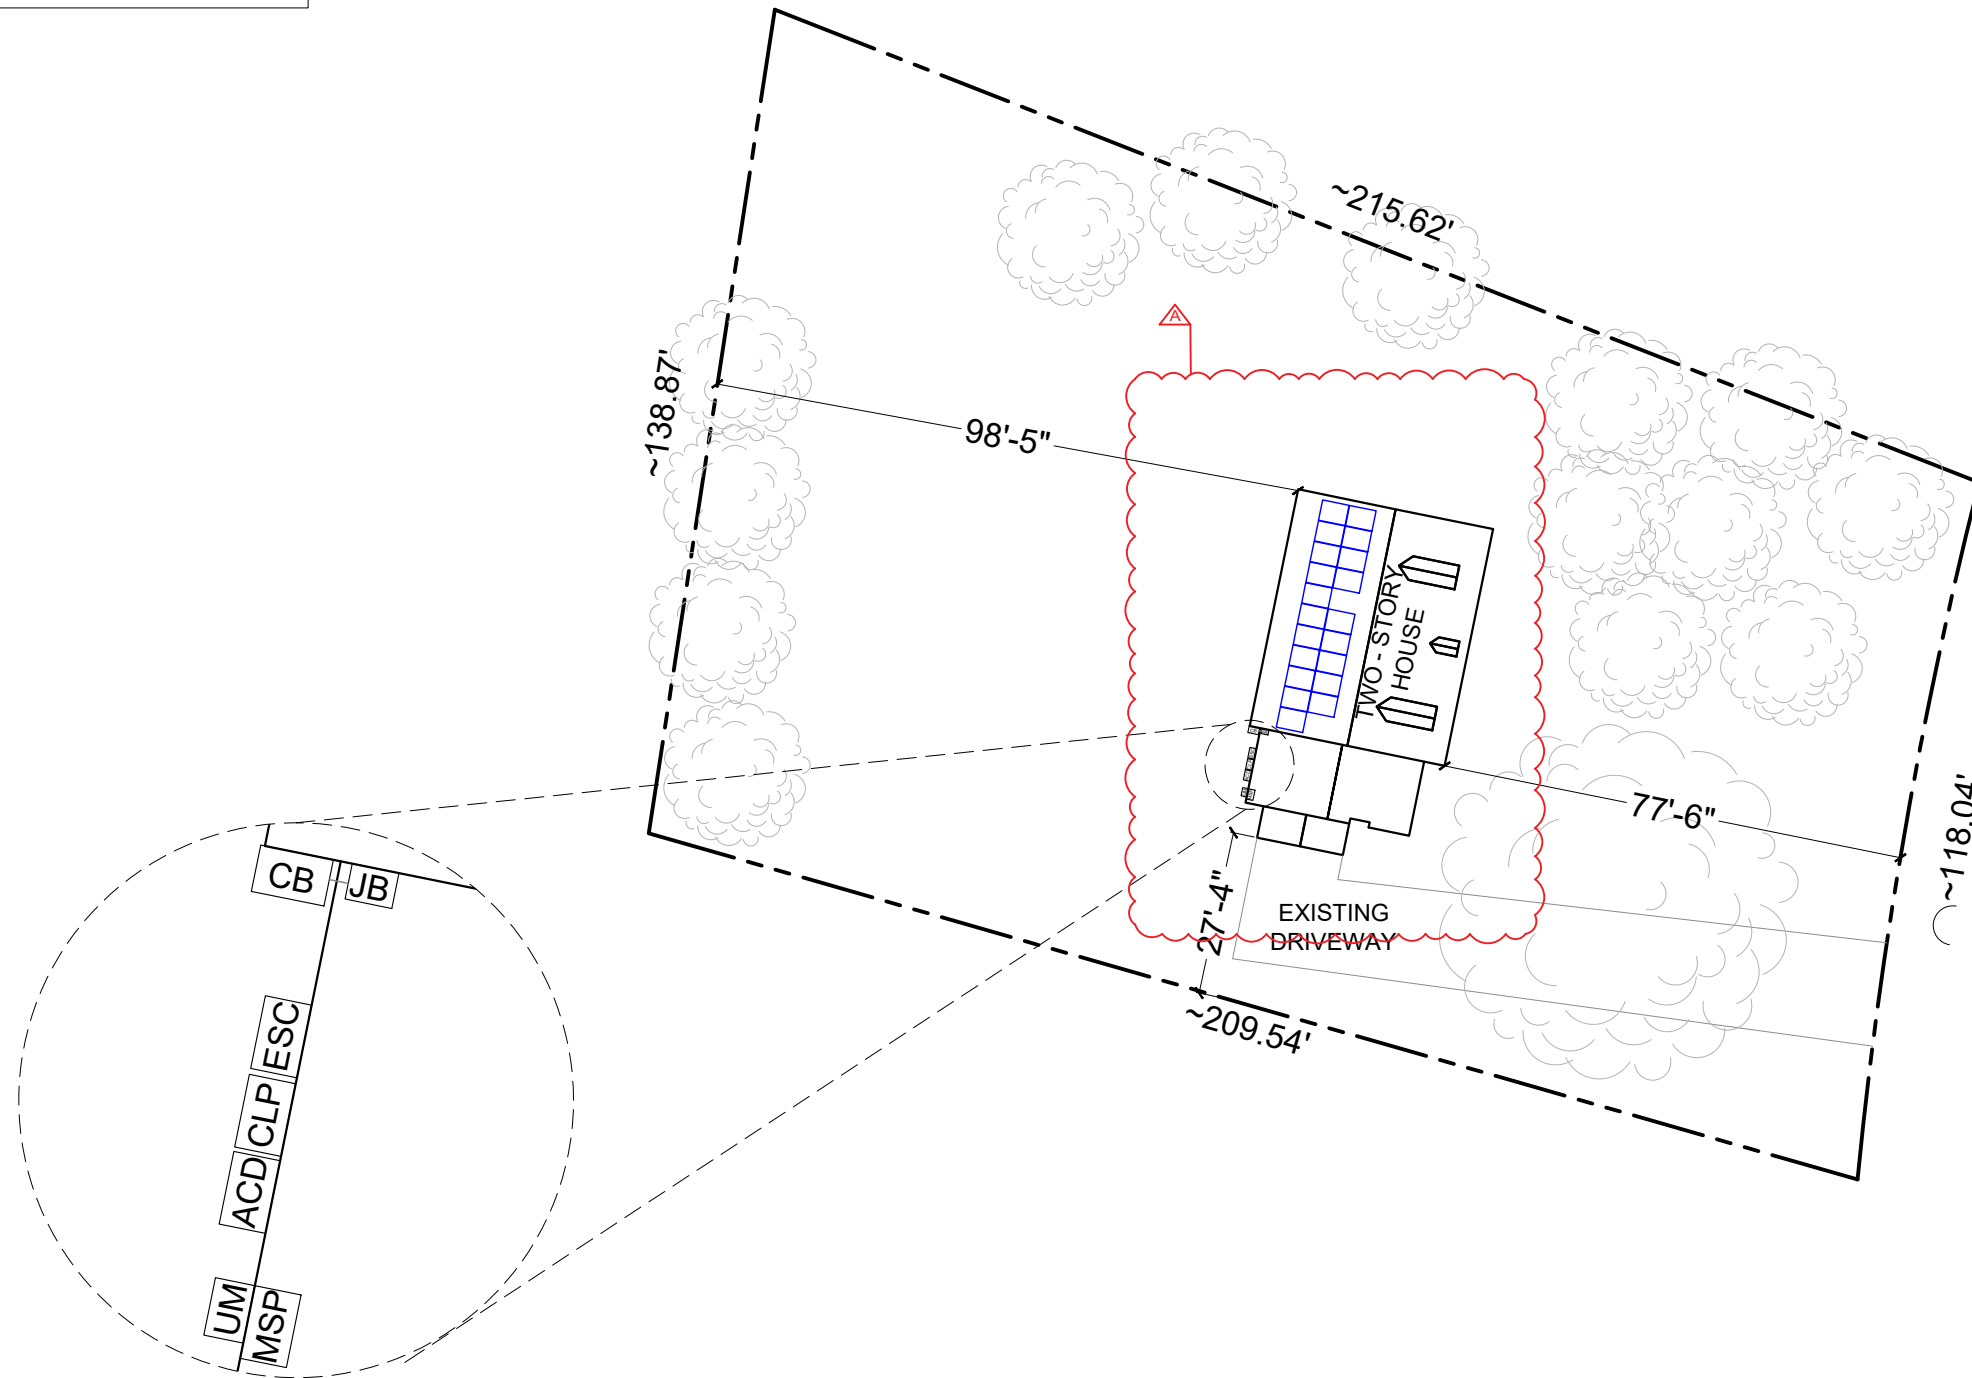 ~215.62'
A
~138.87'
98'-5"
TWO - STORY
HOUSE
77'-6"
~118.04'
27'-4"
EXISTING
DRIVEWAY
~209.54'
CB
JB
ESC
CLP
ACD
UM
MSP